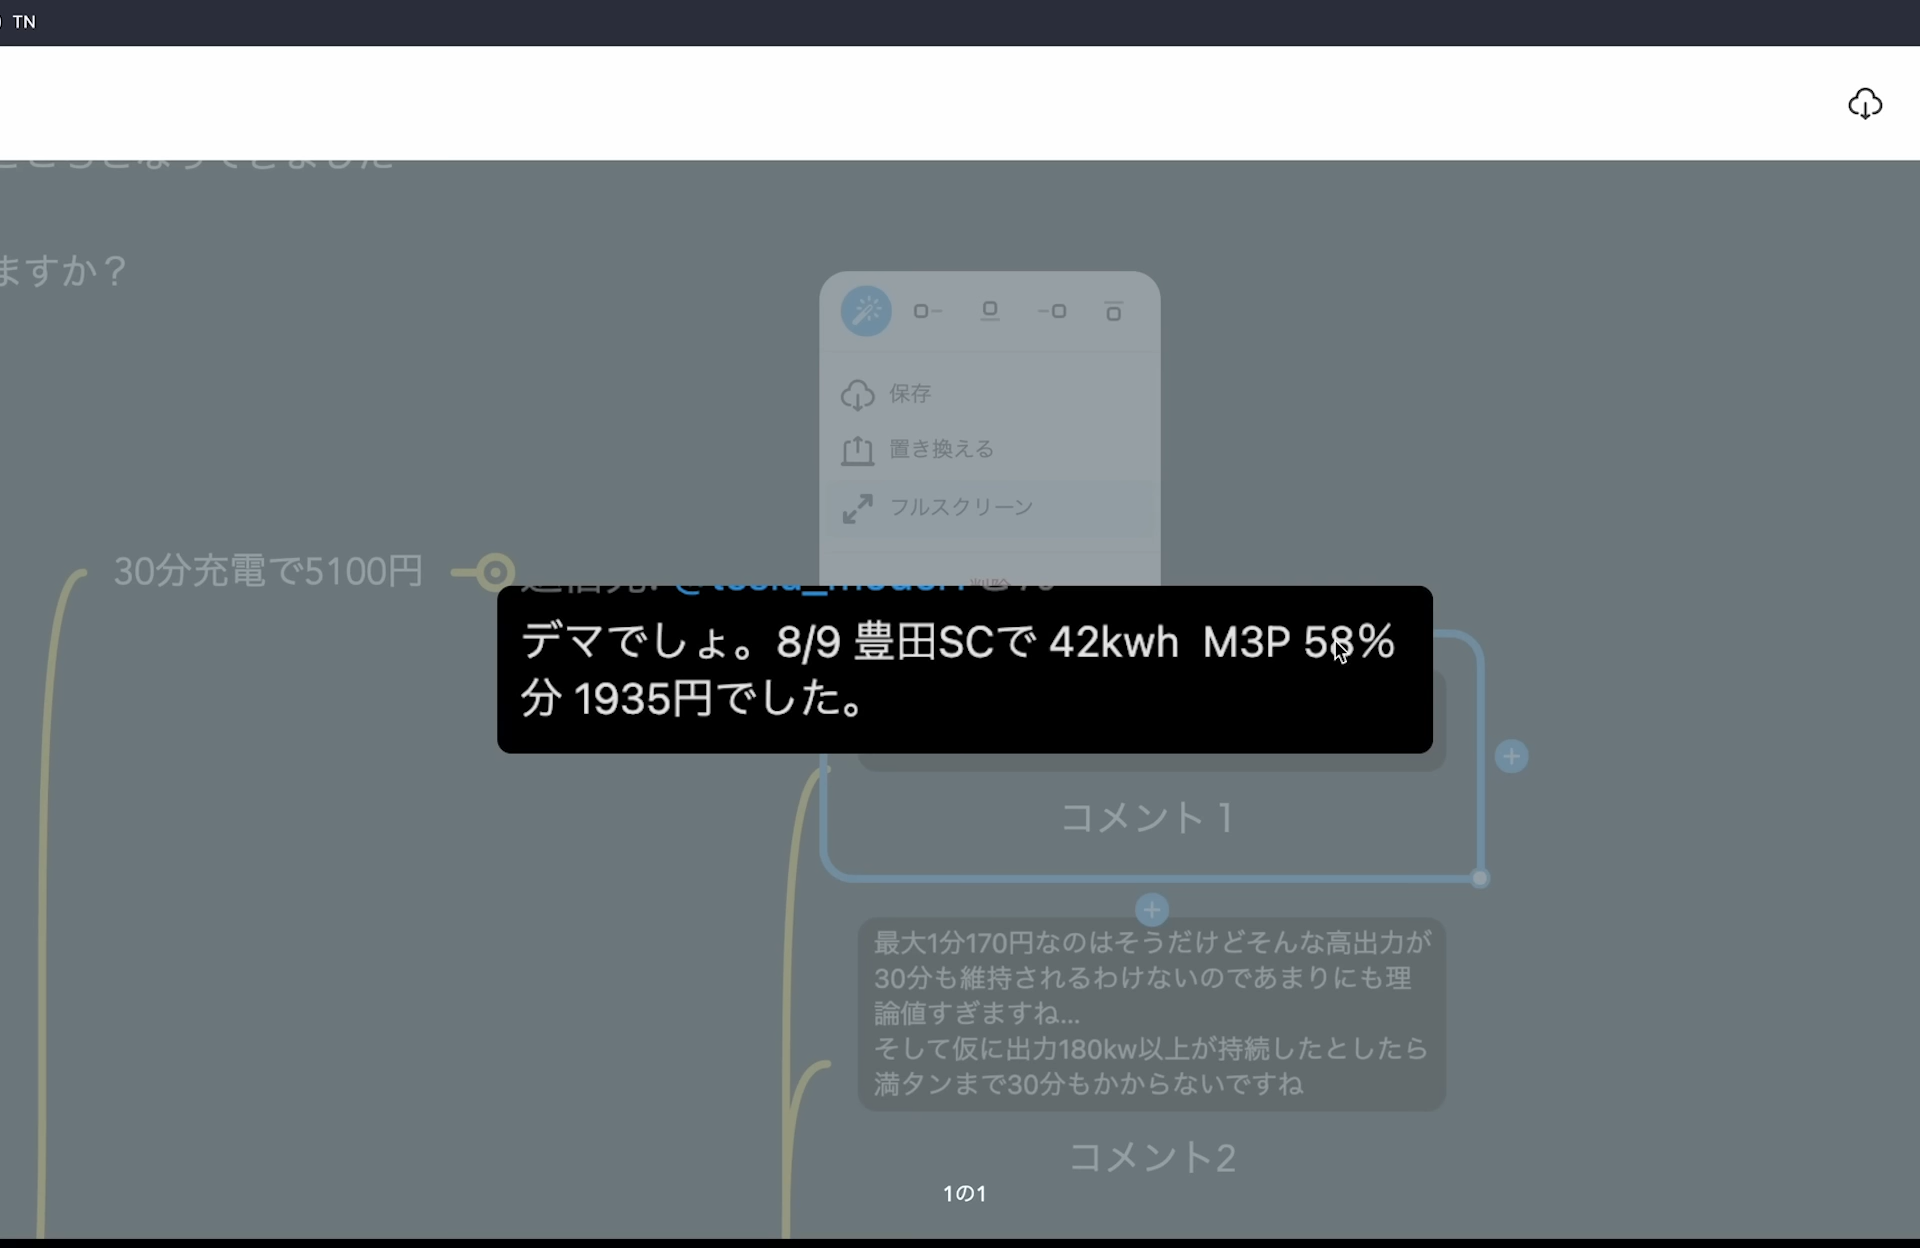 TN
ますか？
保存
置き換える
フルスクリーン
30分充電で5100円
デマでしょ。8/9 豊田SCで 42kwh M3P 58%
分 1935円でした。
コメント 1
最大1分170円なのはそうだけどそんな高出力が
30分も維持されるわけないのであまりにも理
論値すぎますね...
そして仮に出力180kw以上が持続したとしたら
満タンまで30分もかからないですね
コメント2
1の1